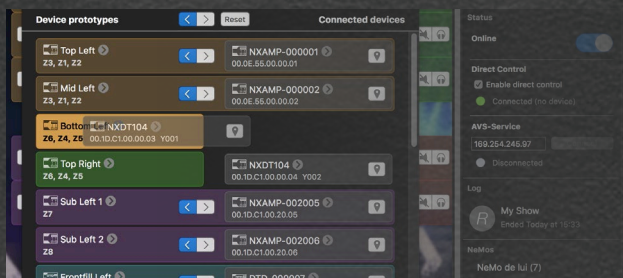 Device prototypes
Reset
Connected devices
Top Left
Z3, Z1, Z2
NXAMP-000001
00.0E.55.00.00.01
Mid Left
Z3, Z1, Z2
NXAMP-000002
00.0E.55.00.00.02
Z6, Z4, Z5
NXDT104
00.1D.C1.00.00.03 Y001
Top Right
Z6, Z4, Z5
NXDT104
00.1D.C1.00.00.04 Y002
Sub Left 1
Z7
NXAMP-002005
00.1D.C1.00.20.05
Sub Left 2
Z8
NXAMP-002006
00.1D.C1.00.20.06
Frontfill Left
Status
Online
Direct Control
Enable direct control
Connected (no device)
AVS-Service
169.254.245.97
Disconnected
Log
R
My Show
Ended Today at 15:23
NeMos
NeMo de lui (7)